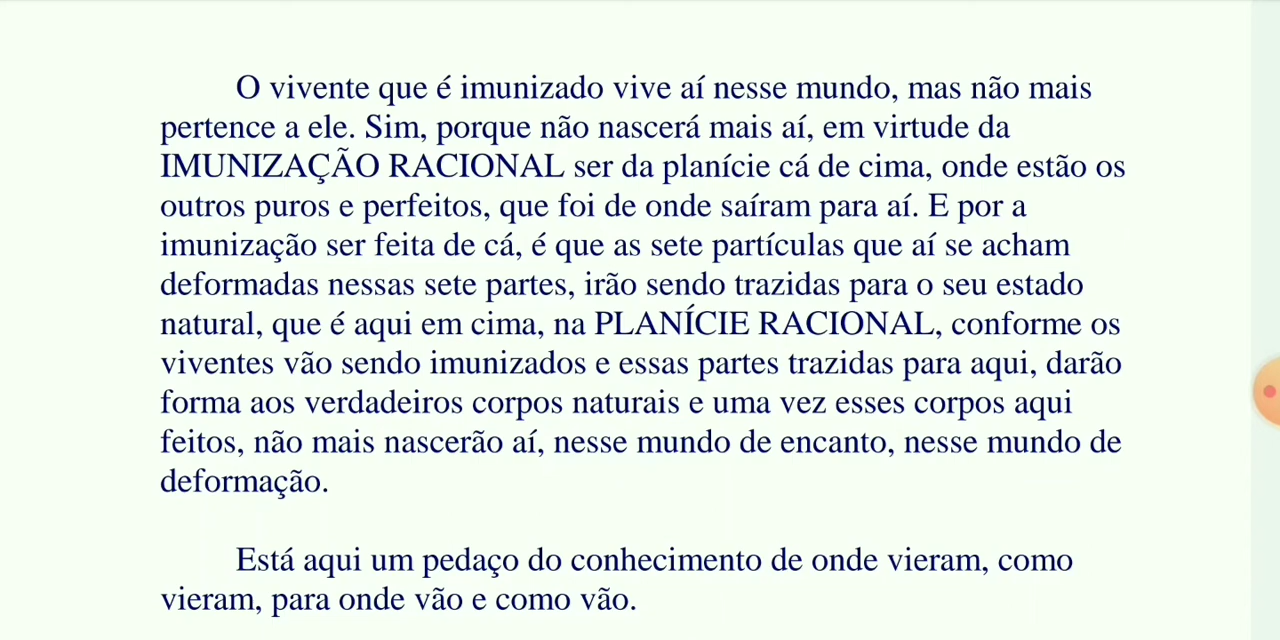 O vivente que é imunizado vive aí nesse mundo, mas não mais
pertence a ele. Sim, porque não nascerá mais aí, em virtude da
IMUNIZAÇÃO RACIONAL ser da planície cá de cima, onde estão os
outros puros e perfeitos, que foi de onde saíram para aí. E por a
imunização ser feita de cá, é que as sete partículas que aí se acham
deformadas nessas sete partes, irão sendo trazidas para o seu estado
natural, que é aqui em cima, na PLANÍCIE RACIONAL, conforme os
viventes vão sendo imunizados e essas partes trazidas para aqui, darão
forma aos verdadeiros corpos naturais e uma vez esses corpos aqui
feitos, não mais nascerão aí, nesse mundo de encanto, nesse mundo de
deformação.
Está aqui um pedaço do conhecimento de onde vieram, como
vieram, para onde vão e como vão.